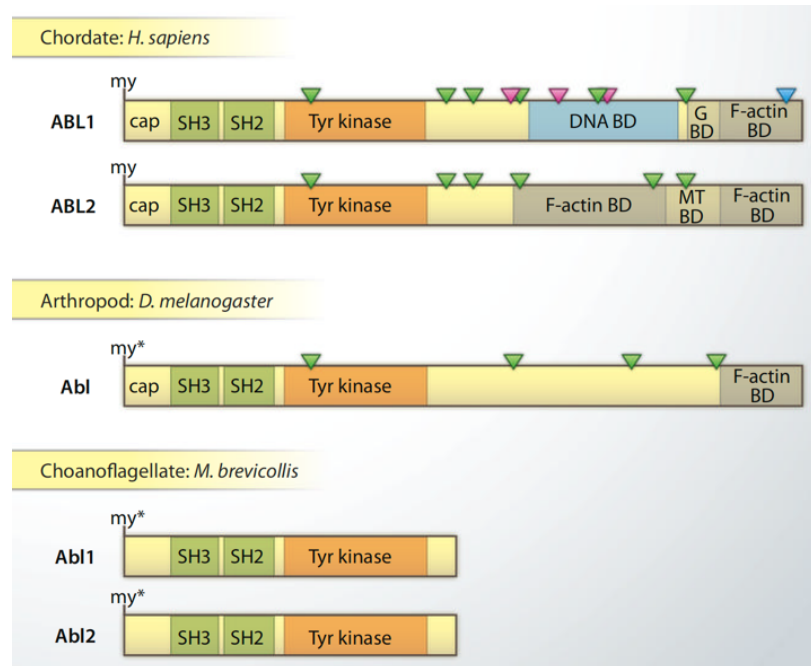 Chordate: H. sapiens
my
ABL1 cap SH3 SH2 Tyr kinase DNA BD G BD F-actin BD
my
ABL2 cap SH3 SH2 Tyr kinase F-actin BD MT BD F-actin BD
Arthropod: D. melanogaster
my*
Abl cap SH3 SH2 Tyr kinase F-actin BD
Choanoflagellate: M. brevicollis
my*
Abl1 SH3 SH2 Tyr kinase
my*
Abl2 SH3 SH2 Tyr kinase